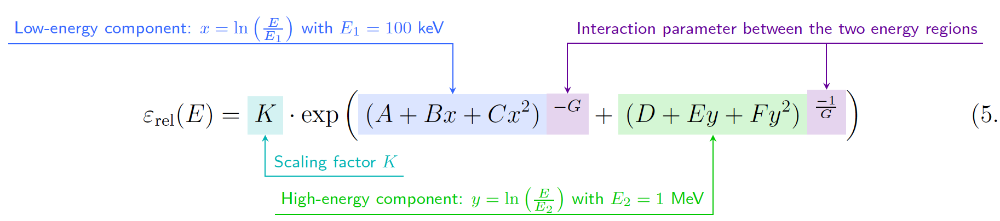 Low-energy component: x = ln(E/E₁) with E₁ = 100 keV
Interaction parameter between the two energy regions
ε_rel(E) = K · exp((A + Bx + Cx²)^{-G} + (D + Ey + Fy²)^{-1/G}) (5.
Scaling factor K
High-energy component: y = ln(E/E₂) with E₂ = 1 MeV